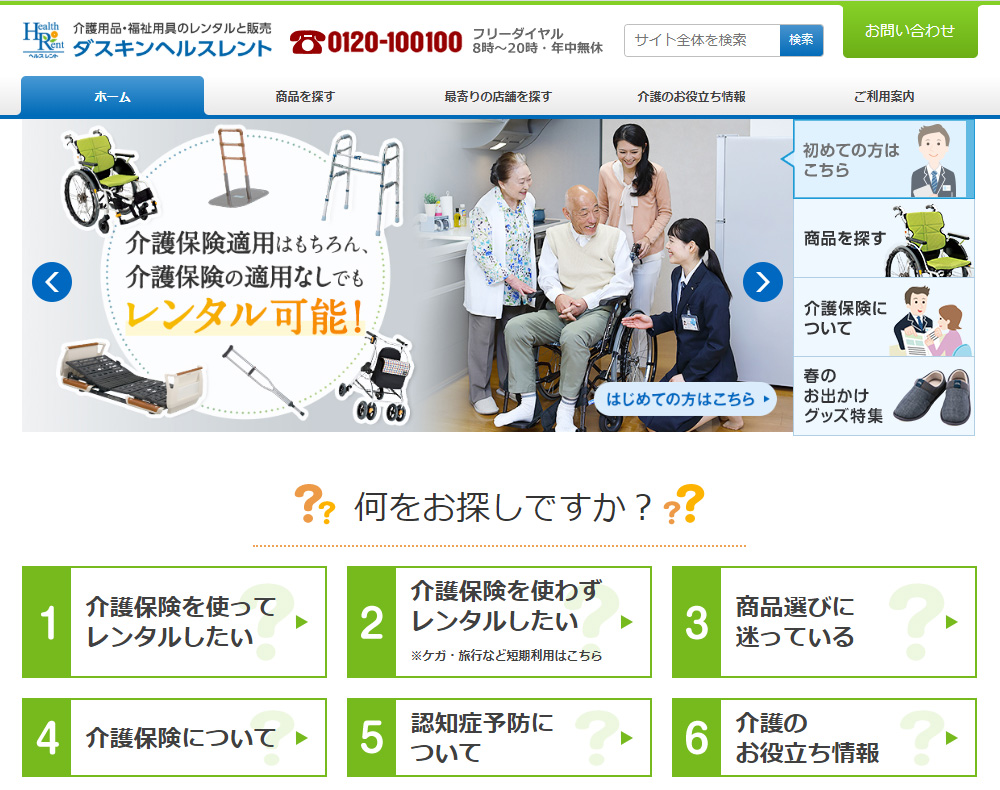 Health Rent
ヘルスレント
介護用品・福祉用具のレンタルと販売
ダスキンヘルスレント
0120-100100
フリーダイヤル
8時〜20時・年中無休
サイト全体を検索
検索
お問い合わせ
ホーム
商品を探す
最寄りの店舗を探す
介護のお役立ち情報
ご利用案内
介護保険適用はもちろん、
介護保険の適用なしでも
レンタル可能！
はじめての方はこちら
初めての方は
こちら
商品を探す
介護保険に
ついて
春の
お出かけ
グッズ特集
何をお探しですか？
1
介護保険を使って
レンタルしたい
2
介護保険を使わず
レンタルしたい
※ケガ・旅行など短期利用はこちら
3
商品選びに
迷っている
4
介護保険について
5
認知症予防に
ついて
6
介護の
お役立ち情報